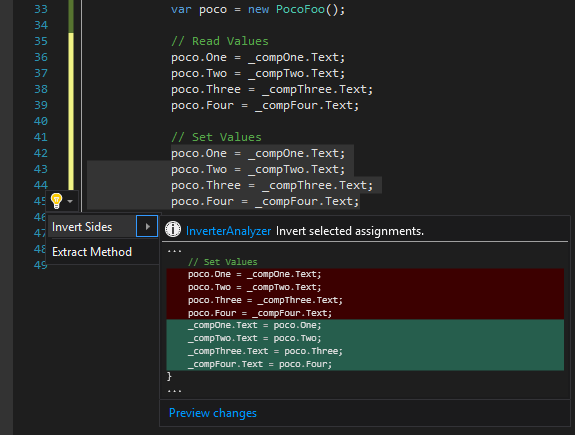 33 var poco = new PocoFoo();
34
35 // Read Values
36 poco.One = _compOne.Text;
37 poco.Two = _compTwo.Text;
38 poco.Three = _compThree.Text;
39 poco.Four = _compFour.Text;
40
41 // Set Values
42 poco.One = _compOne.Text;
43 poco.Two = _compTwo.Text;
44 poco.Three = _compThree.Text;
45 poco.Four = _compFour.Text;
46
47
48
49
Invert Sides
Extract Method
InverterAnalyzer Invert selected assignments.
...
// Set Values
poco.One = _compOne.Text;
poco.Two = _compTwo.Text;
poco.Three = _compThree.Text;
poco.Four = _compFour.Text;
_compOne.Text = poco.One;
_compTwo.Text = poco.Two;
_compThree.Text = poco.Three;
_compFour.Text = poco.Four;
}
...
Preview changes